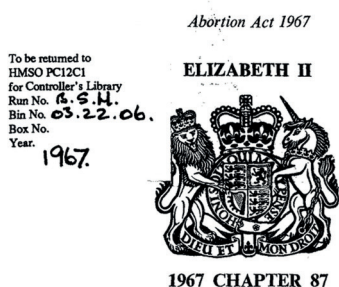 Abortion Act 1967
To be returned to
HMSO PC12C1
for Controller's Library
Run No. B.S.H.
Bin No. 03.22.06.
Box No.
Year.
1967.
ELIZABETH II
DIEU ET MON DROIT
1967 CHAPTER 87